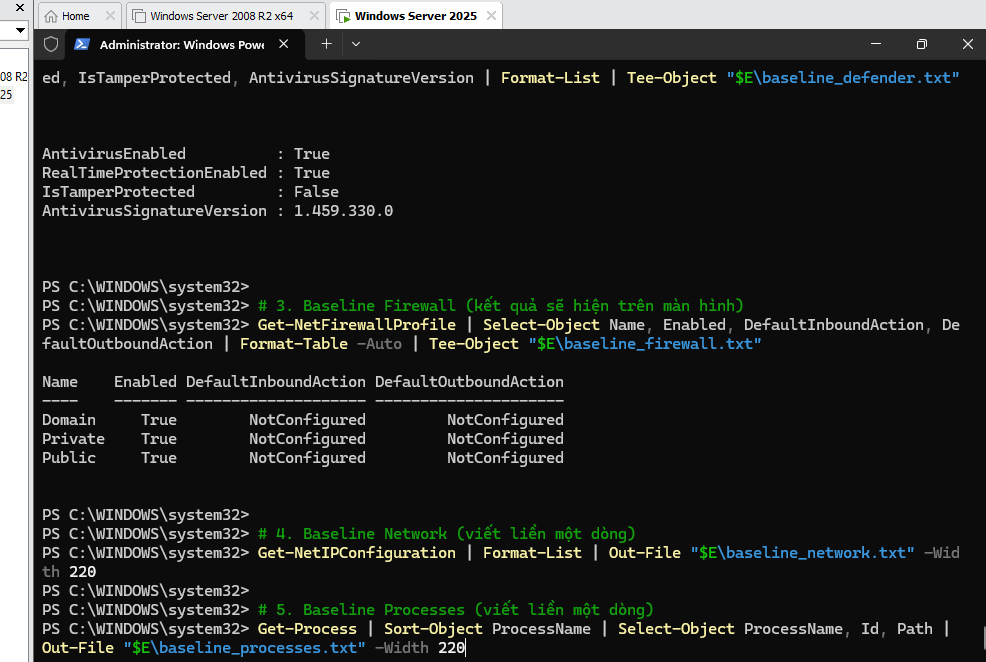 Home
Windows Server 2008 R2 x64
Windows Server 2025
08 R2
25
Administrator: Windows Powe
ed, IsTamperProtected, AntivirusSignatureVersion | Format-List | Tee-Object "$E\baseline_defender.txt"
AntivirusEnabled : True
RealTimeProtectionEnabled : True
IsTamperProtected : False
AntivirusSignatureVersion : 1.459.330.0
PS C:\WINDOWS\system32>
PS C:\WINDOWS\system32> # 3. Baseline Firewall (kết quả sẽ hiện trên màn hình)
PS C:\WINDOWS\system32> Get-NetFirewallProfile | Select-Object Name, Enabled, DefaultInboundAction, De
faultOutboundAction | Format-Table -Auto | Tee-Object "$E\baseline_firewall.txt"
Name Enabled DefaultInboundAction DefaultOutboundAction
---- ------- -------------------- ---------------------
Domain True NotConfigured NotConfigured
Private True NotConfigured NotConfigured
Public True NotConfigured NotConfigured
PS C:\WINDOWS\system32>
PS C:\WINDOWS\system32> # 4. Baseline Network (viết liền một dòng)
PS C:\WINDOWS\system32> Get-NetIPConfiguration | Format-List | Out-File "$E\baseline_network.txt" -Wid
th 220
PS C:\WINDOWS\system32>
PS C:\WINDOWS\system32> # 5. Baseline Processes (viết liền một dòng)
PS C:\WINDOWS\system32> Get-Process | Sort-Object ProcessName | Select-Object ProcessName, Id, Path |
Out-File "$E\baseline_processes.txt" -Width 220